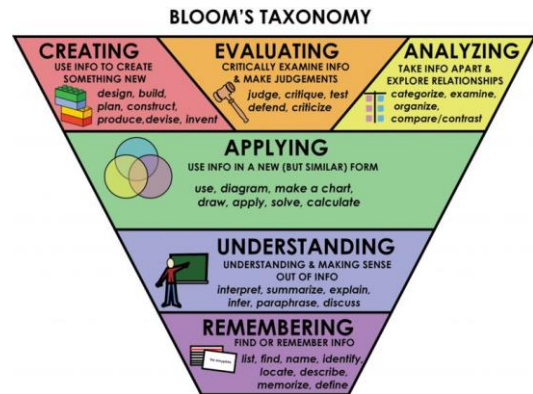 BLOOM'S TAXONOMY
CREATING
USE INFO TO CREATE
SOMETHING NEW
design, build,
plan, construct,
produce,devise, invent
EVALUATING
CRITICALLY EXAMINE INFO
& MAKE JUDGEMENTS
judge, critique, test
defend, criticize
ANALYZING
TAKE INFO APART &
EXPLORE RELATIONSHIPS
categorize, examine,
organize,
compare/contrast
APPLYING
USE INFO IN A NEW (BUT SIMILAR) FORM
use, diagram, make a chart,
draw, apply, solve, calculate
UNDERSTANDING
UNDERSTANDING & MAKING SENSE
OUT OF INFO
interpret, summarize, explain,
infer, paraphrase, discuss
REMEMBERING
FIND OR REMEMBER INFO
list, find, name, identify,
locate, describe,
memorize, define